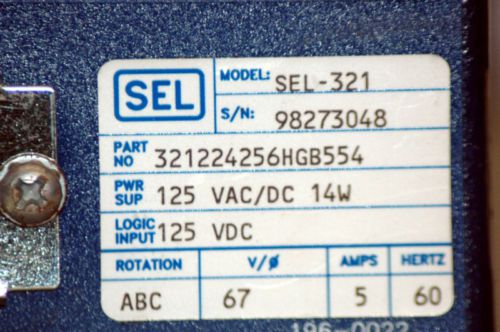 SEL
MODEL: SEL-321
S/N: 98273048
PART NO 321224256HGB554
PWR SUP 125 VAC/DC 14W
LOGIC INPUT 125 VDC
ROTATION V/Ø AMPS HERTZ
ABC 67 5 60